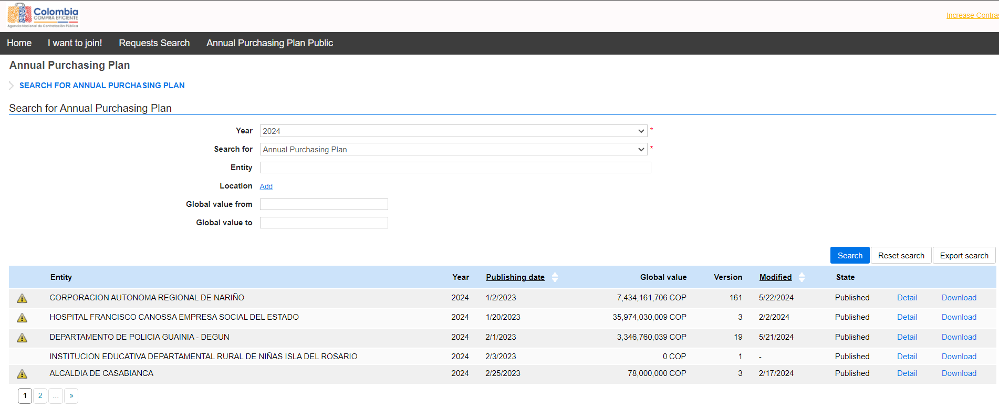 Colombia
COMPRA EFICIENTE
Agencia Nacional de Contratación Pública
Increase Contras
Home I want to join! Requests Search Annual Purchasing Plan Public
Annual Purchasing Plan
SEARCH FOR ANNUAL PURCHASING PLAN
Search for Annual Purchasing Plan
Year 2024 *
Search for Annual Purchasing Plan *
Entity
Location Add
Global value from
Global value to
Search Reset search Export search
Entity Year Publishing date Global value Version Modified State
CORPORACION AUTONOMA REGIONAL DE NARIÑO 2024 1/2/2023 7,434,161,706 COP 161 5/22/2024 Published Detail Download
HOSPITAL FRANCISCO CANOSSA EMPRESA SOCIAL DEL ESTADO 2024 1/20/2023 35,974,030,009 COP 3 2/2/2024 Published Detail Download
DEPARTAMENTO DE POLICIA GUAINIA - DEGUN 2024 2/1/2023 3,346,760,039 COP 19 5/21/2024 Published Detail Download
INSTITUCION EDUCATIVA DEPARTAMENTAL RURAL DE NIÑAS ISLA DEL ROSARIO 2024 2/3/2023 0 COP 1 - Published Detail Download
ALCALDIA DE CASABIANCA 2024 2/25/2023 78,000,000 COP 3 2/17/2024 Published Detail Download
1 2 ... »